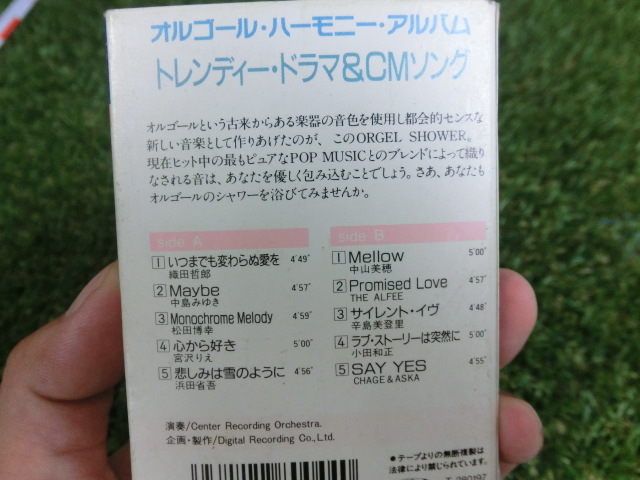 オルゴール・ハーモニー・アルバム
トレンディー・ドラマ&CMソング
オルゴールという古来からある楽器の音色を使用し都会的センスな
新しい音楽として作りあげたのが、このORGEL SHOWER。
現在ヒット中の最もピュアなPOP MUSICとのブレンドによって織り
なされる音は、あなたを優しく包み込むことでしょう。さあ、あなたも
オルゴールのシャワーを浴びてみませんか。
side A
1 いつまでも変わらぬ愛を 4'49"
織田哲郎
2 Maybe 4'57"
中島みゆき
3 Monochrome Melody 4'59"
松田博幸
4 心から好き 5'00"
宮沢りえ
5 悲しみは雪のように 4'56"
浜田省吾
side B
1 Mellow 5'00"
中山美穂
2 Promised Love 4'57"
THE ALFEE
3 サイレント・イヴ 4'48"
辛島美登里
4 ラブ・ストーリーは突然に 5'00"
小田和正
5 SAY YES 4'55"
CHAGE&ASKA
演奏/Center Recording Orchestra.
企画・製作/Digital Recording Co.,Ltd.
●テープよりの無断複製は
法律により禁じられています。